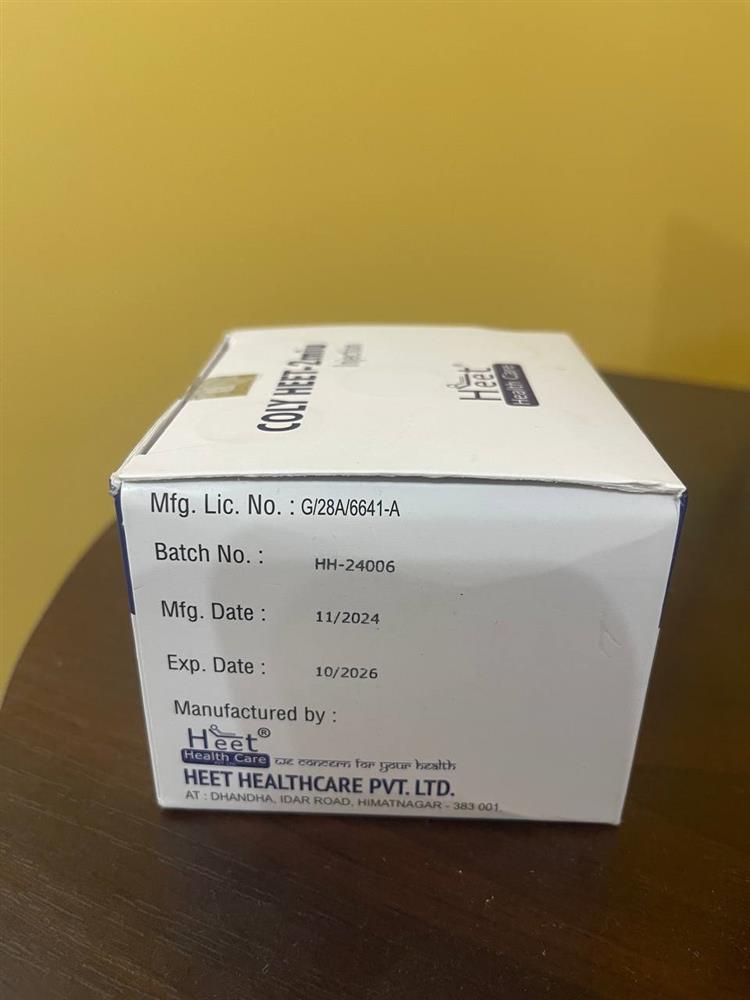 COLY HEET-2miu
Injection
Heet®
Health Care
Mfg. Lic. No. : G/28A/6641-A
Batch No. : HH-24006
Mfg. Date : 11/2024
Exp. Date : 10/2026
Manufactured by :
Heet®
Health Care we concern for your health
HEET HEALTHCARE PVT. LTD.
AT : DHANDHA, IDAR ROAD, HIMATNAGAR - 383 001.